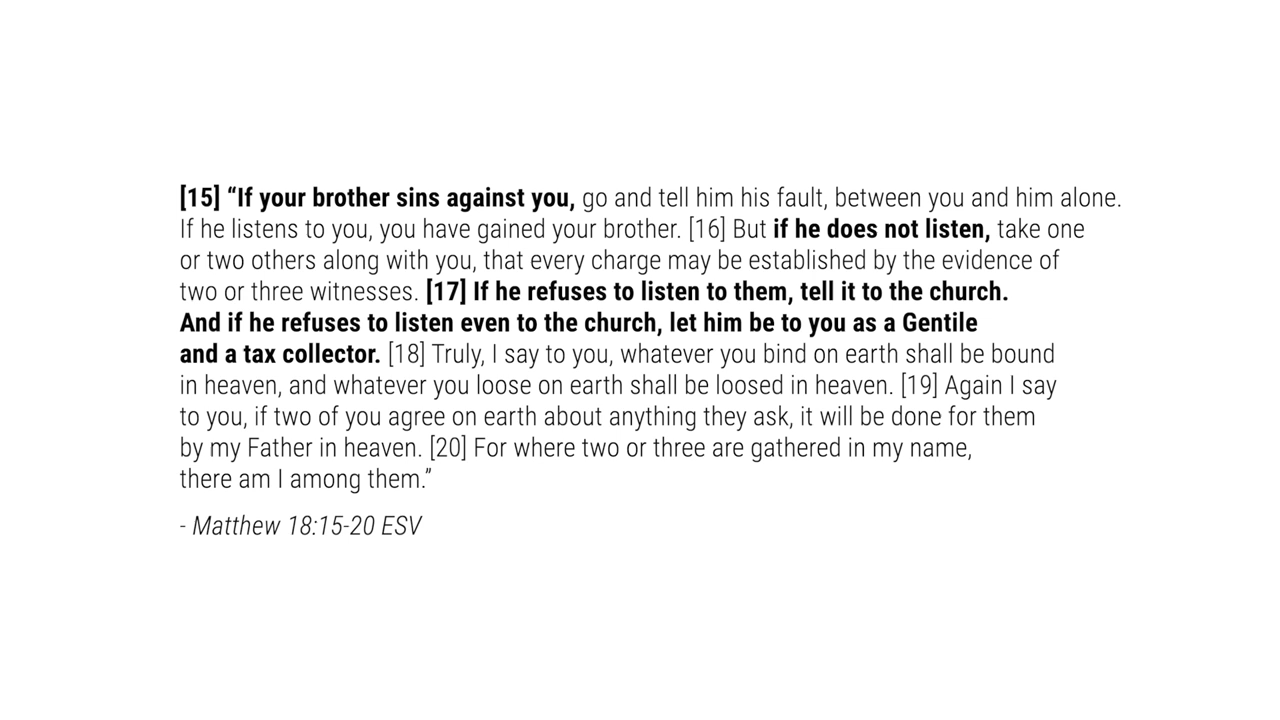 [15] “If your brother sins against you, go and tell him his fault, between you and him alone.
If he listens to you, you have gained your brother. [16] But if he does not listen, take one
or two others along with you, that every charge may be established by the evidence of
two or three witnesses. [17] If he refuses to listen to them, tell it to the church.
And if he refuses to listen even to the church, let him be to you as a Gentile
and a tax collector. [18] Truly, I say to you, whatever you bind on earth shall be bound
in heaven, and whatever you loose on earth shall be loosed in heaven. [19] Again I say
to you, if two of you agree on earth about anything they ask, it will be done for them
by my Father in heaven. [20] For where two or three are gathered in my name,
there am I among them.”
- Matthew 18:15-20 ESV